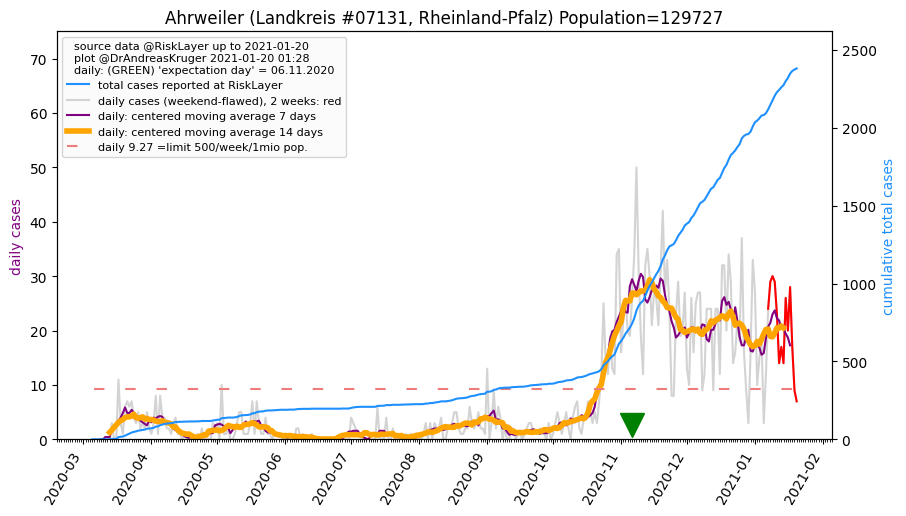 Ahrweiler (Landkreis #07131, Rheinland-Pfalz) Population=129727
source data @RiskLayer up to 2021-01-20
plot @DrAndreasKruger 2021-01-20 01:28
daily: (GREEN) 'expectation day' = 06.11.2020
total cases reported at RiskLayer
daily cases (weekend-flawed), 2 weeks: red
daily: centered moving average 7 days
daily: centered moving average 14 days
daily 9.27 =limit 500/week/1mio pop.
daily cases
70
60
50
40
30
20
10
0
cumulative total cases
2500
2000
1500
1000
500
0
2020-03
2020-04
2020-05
2020-06
2020-07
2020-08
2020-09
2020-10
2020-11
2020-12
2021-01
2021-02